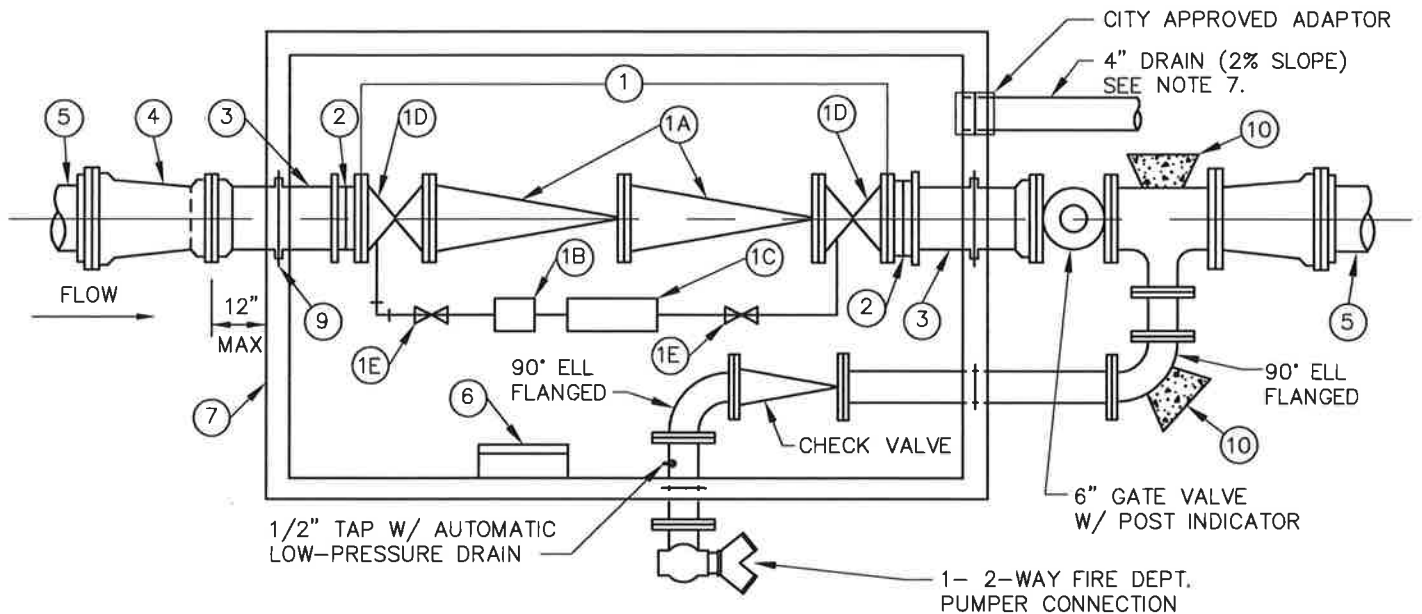 CITY APPROVED ADAPTOR
4" DRAIN (2% SLOPE)
SEE NOTE 7.
1
5
4
3
2
1D
1A
1D
10
FLOW
12"
MAX
9
1B
1C
2
3
5
1E
1E
7
6
90° ELL
FLANGED
90° ELL
FLANGED
CHECK VALVE
10
6" GATE VALVE
W/ POST INDICATOR
1/2" TAP W/ AUTOMATIC
LOW-PRESSURE DRAIN
1- 2-WAY FIRE DEPT.
PUMPER CONNECTION